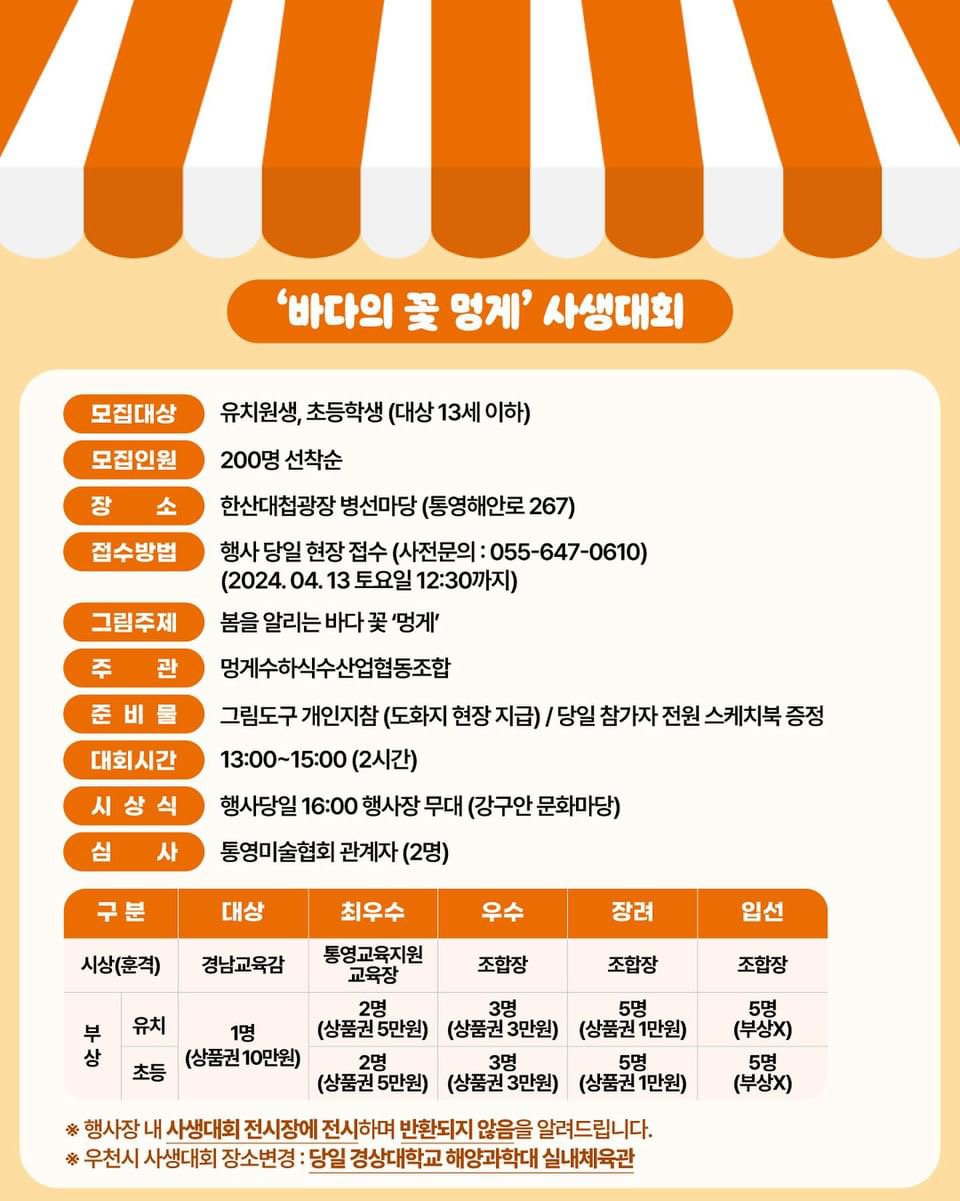 ‘바다의 꽃 멍게’ 사생대회
모집대상 유치원생, 초등학생 (대상 13세 이하)
모집인원 200명 선착순
장 소 한산대첩광장 병선마당 (통영해안로 267)
접수방법 행사 당일 현장 접수 (사전문의 : 055-647-0610)
(2024. 04. 13 토요일 12:30까지)
그림주제 봄을 알리는 바다 꽃 ‘멍게’
주 관 멍게수하식수산업협동조합
준 비 물 그림도구 개인지참 (도화지 현장 지급) / 당일 참가자 전원 스케치북 증정
대회시간 13:00~15:00 (2시간)
시 상 식 행사당일 16:00 행사장 무대 (강구안 문화마당)
심 사 통영미술협회 관계자 (2명)
구 분 대상 최우수 우수 장려 입선
시상(훈격) 경남교육감 통영교육지원 교육장 조합장 조합장 조합장
부상 유치 1명 (상품권 10만원) 2명 (상품권 5만원) 3명 (상품권 3만원) 5명 (상품권 1만원) 5명 (부상X)
초등 2명 (상품권 5만원) 3명 (상품권 3만원) 5명 (상품권 1만원) 5명 (부상X)
※ 행사장 내 사생대회 전시장에 전시하며 반환되지 않음을 알려드립니다.
※ 우천시 사생대회 장소변경 : 당일 경상대학교 해양과학대 실내체육관